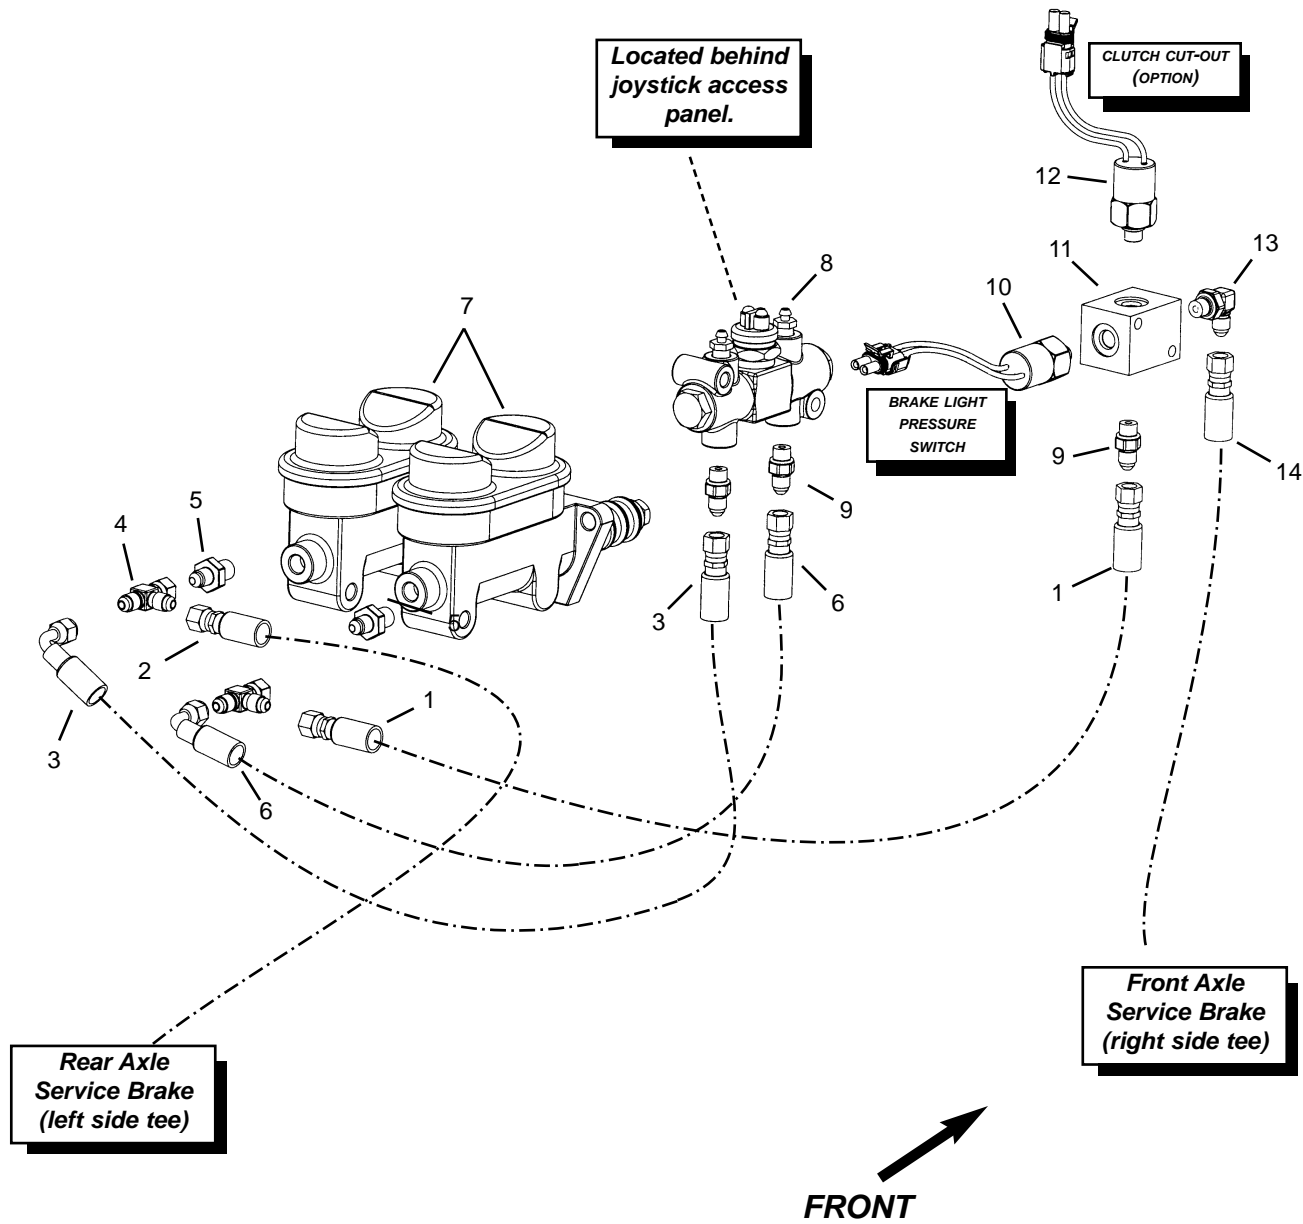 Located behind
joystick access
panel.
CLUTCH CUT-OUT
(OPTION)
12
11
13
8
10
7
BRAKE LIGHT
PRESSURE
SWITCH
9
14
5
9
4
3
6
1
2
1
3
6
Front Axle
Service Brake
(right side tee)
Rear Axle
Service Brake
(left side tee)
FRONT